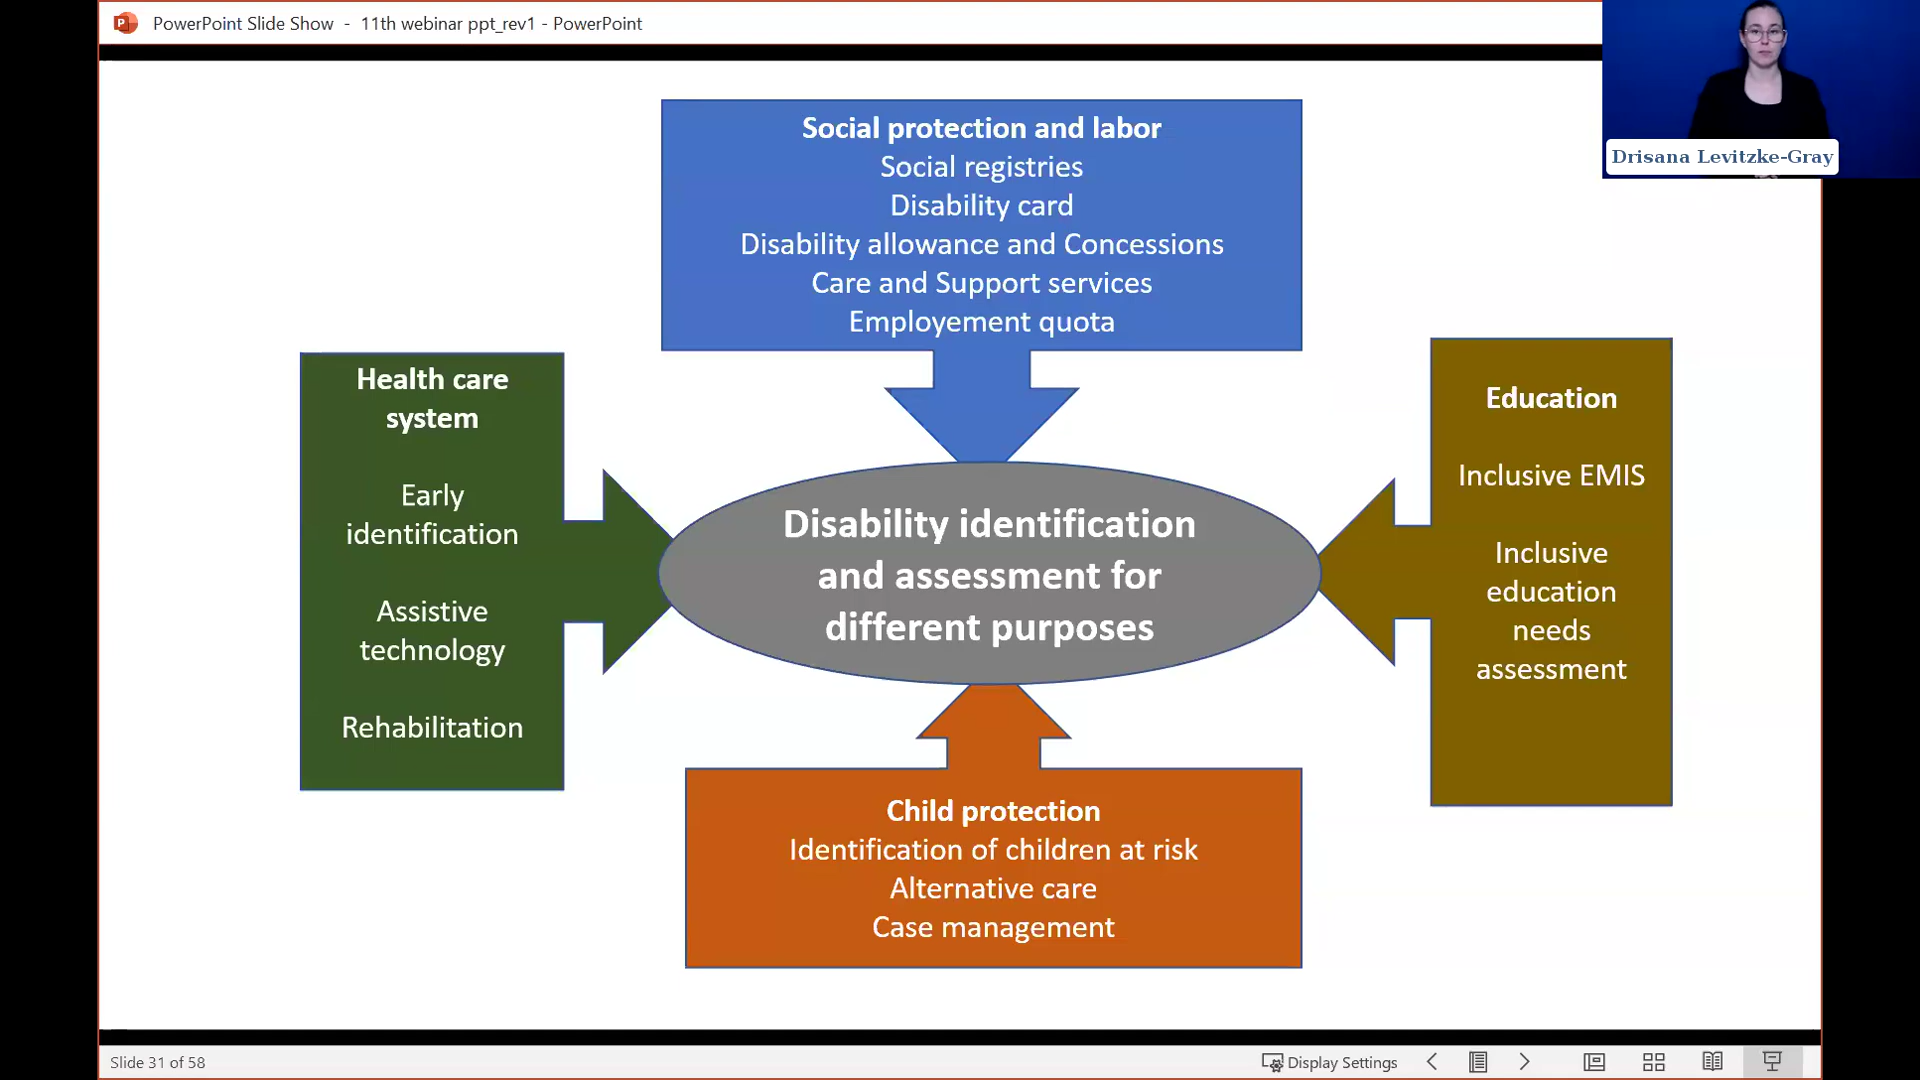 PowerPoint Slide Show - 11th webinar ppt_rev1 - PowerPoint
Drisana Levitzke-Gray
Social protection and labor
Social registries
Disability card
Disability allowance and Concessions
Care and Support services
Employement quota
Health care
system
Early
identification
Assistive
technology
Rehabilitation
Disability identification
and assessment for
different purposes
Education
Inclusive EMIS
Inclusive
education
needs
assessment
Child protection
Identification of children at risk
Alternative care
Case management
Slide 31 of 58
Display Settings